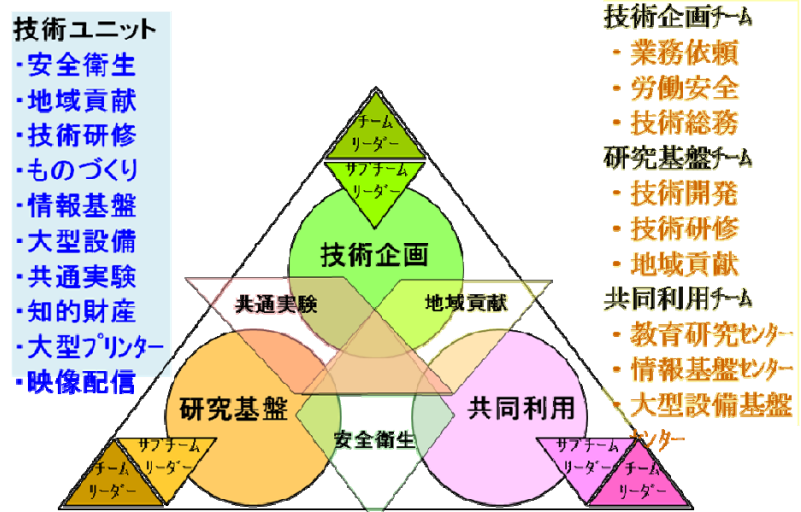 技術ユニット
・安全衛生
・地域貢献
・技術研修
・ものづくり
・情報基盤
・大型設備
・共通実験
・知的財産
・大型プリンター
・映像配信
チーム
リーダー
サブチーム
リーダー
技術企画
共通実験
地域貢献
研究基盤
共同利用
安全衛生
サブチーム
リーダー
チーム
リーダー
サブチーム
リーダー
チーム
リーダー
技術企画チーム
・業務依頼
・労働安全
・技術総務
研究基盤チーム
・技術開発
・技術研修
・地域貢献
共同利用チーム
・教育研究センター
・情報基盤センター
・大型設備基盤
センター